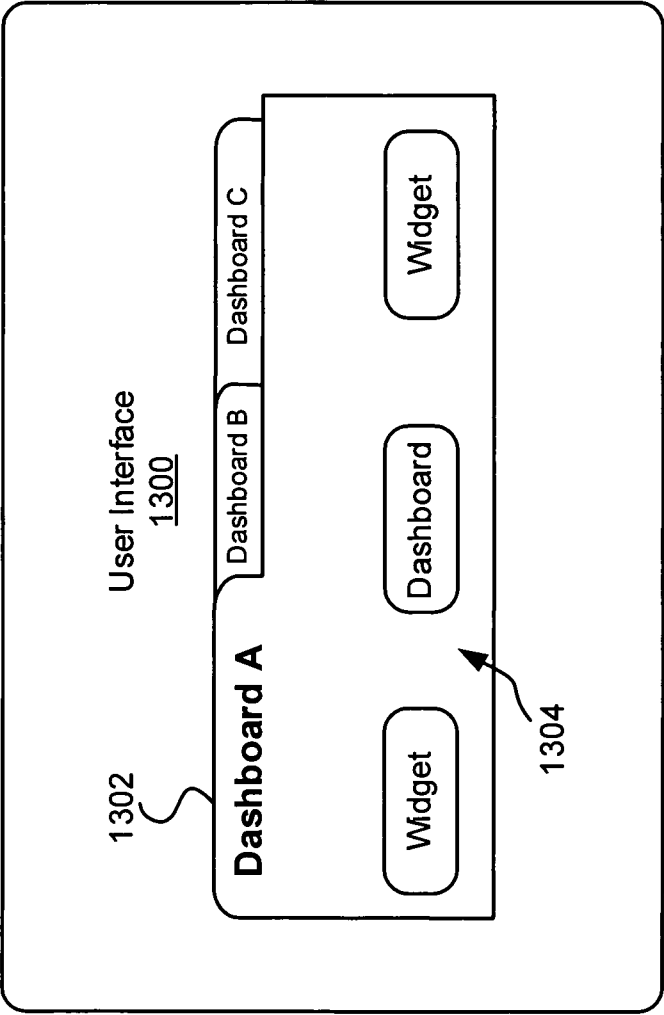 User Interface
1300
1302
Dashboard A
Dashboard B
Dashboard C
Widget
Dashboard
Widget
1304